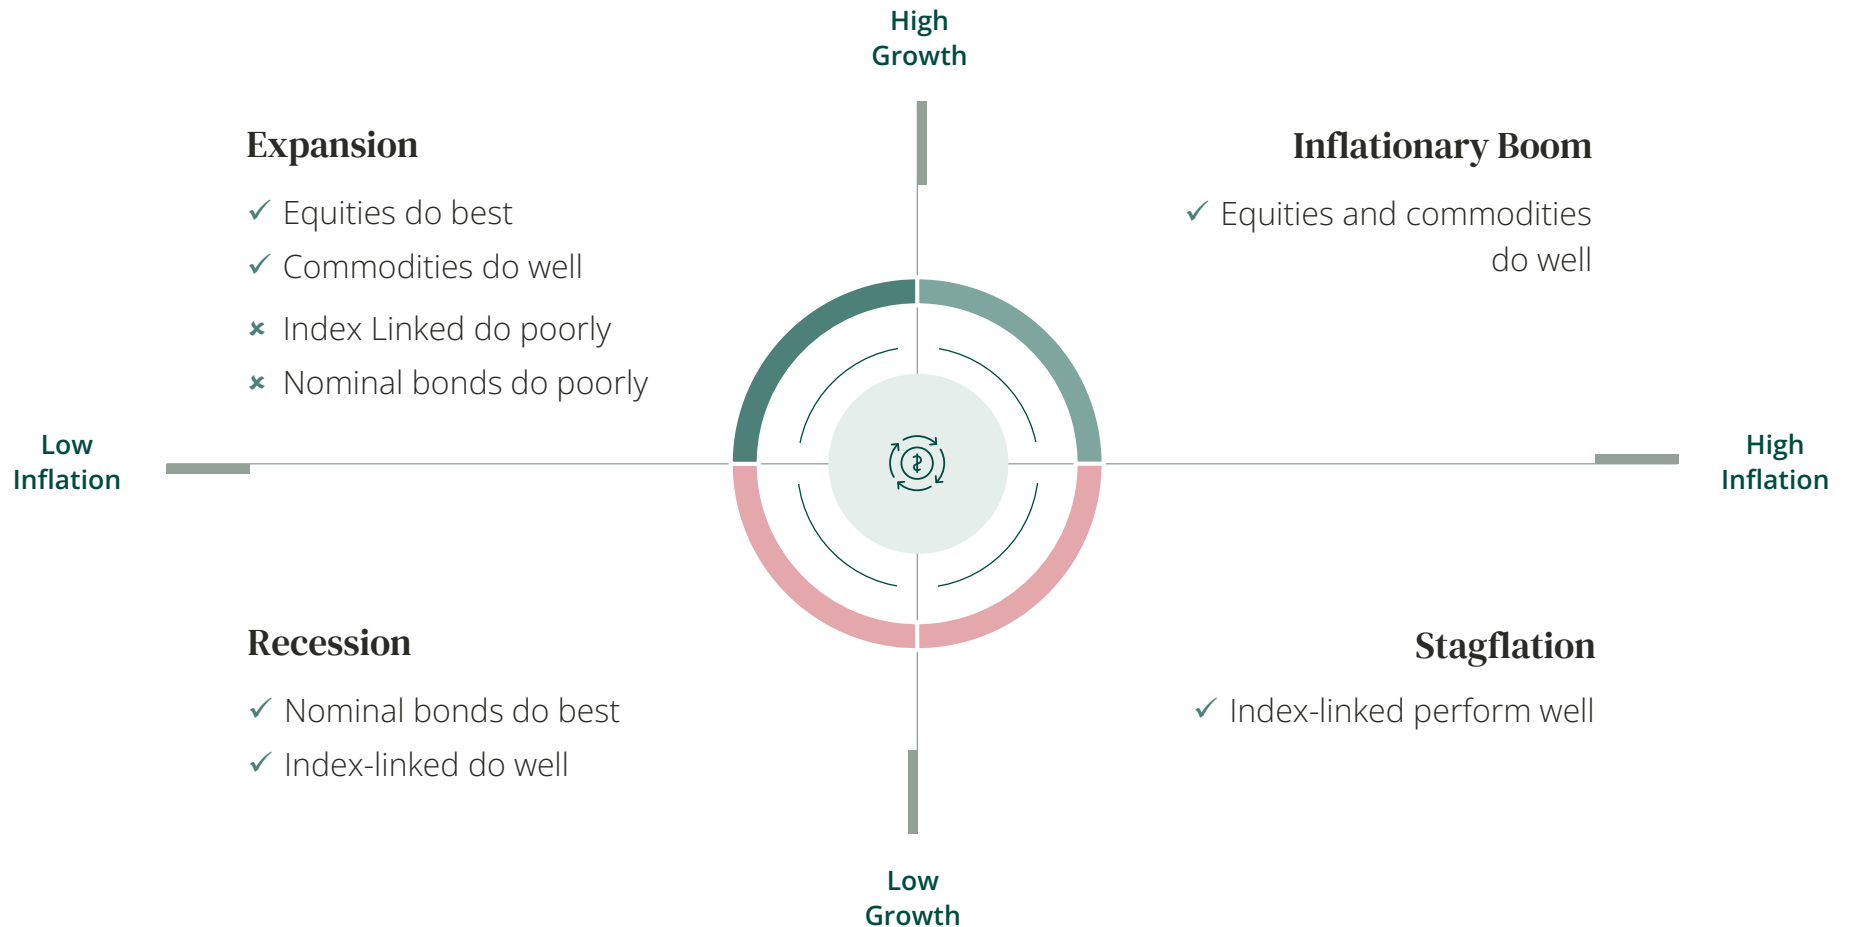 High
Growth
Expansion
Equities do best
Commodities do well
Index Linked do poorly
Nominal bonds do poorly
Inflationary Boom
Equities and commodities
do well
Low
Inflation
High
Inflation
Recession
Nominal bonds do best
Index-linked do well
Stagflation
Index-linked perform well
Low
Growth